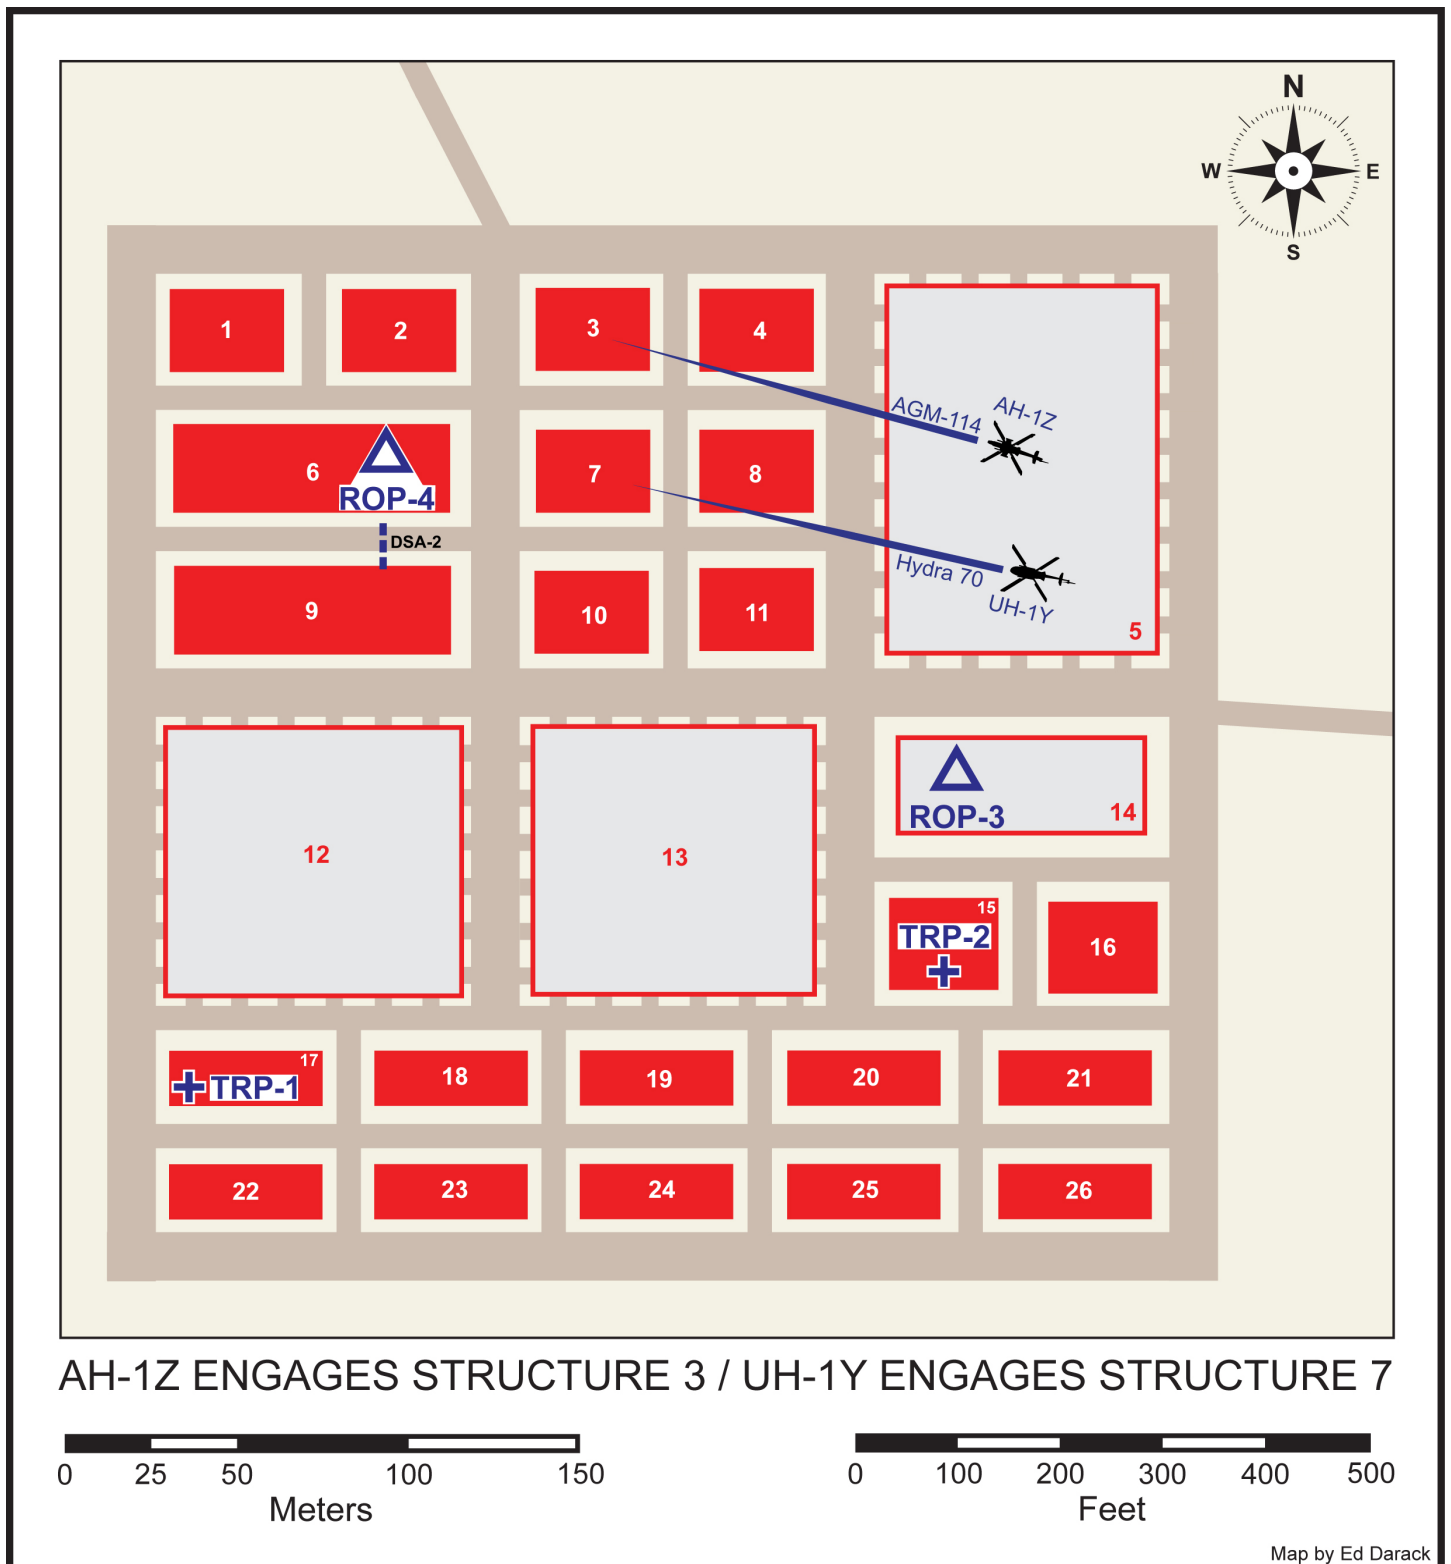 N
W
E
S
1
2
3
4
AGM-114
AH-1Z
6
ROP-4
7
8
DSA-2
Hydra 70
UH-1Y
9
10
11
5
12
13
ROP-3
14
15
TRP-2
16
17
TRP-1
18
19
20
21
22
23
24
25
26
AH-1Z ENGAGES STRUCTURE 3 / UH-1Y ENGAGES STRUCTURE 7
0 25 50 100 150
Meters
0 100 200 300 400 500
Feet
Map by Ed Darack